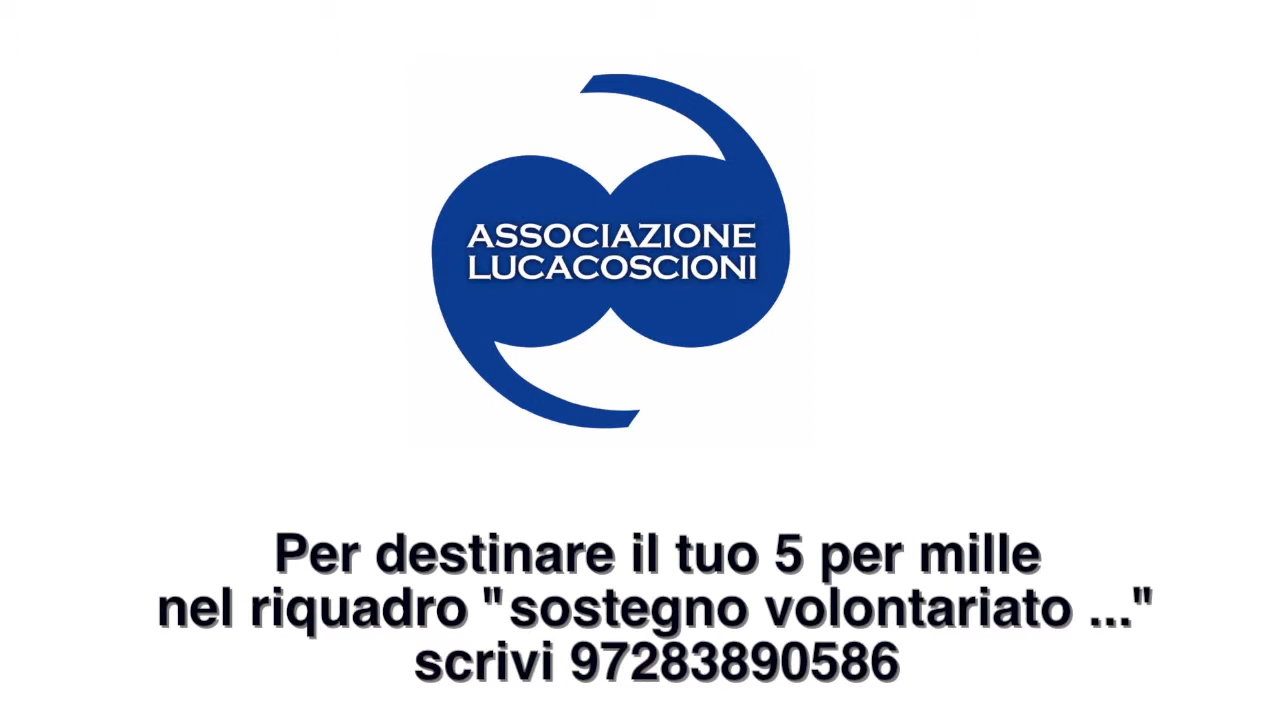 ASSOCIAZIONE
LUCACOSCIONI
Per destinare il tuo 5 per mille
nel riquadro "sostegno volontariato ..."
scrivi 97283890586